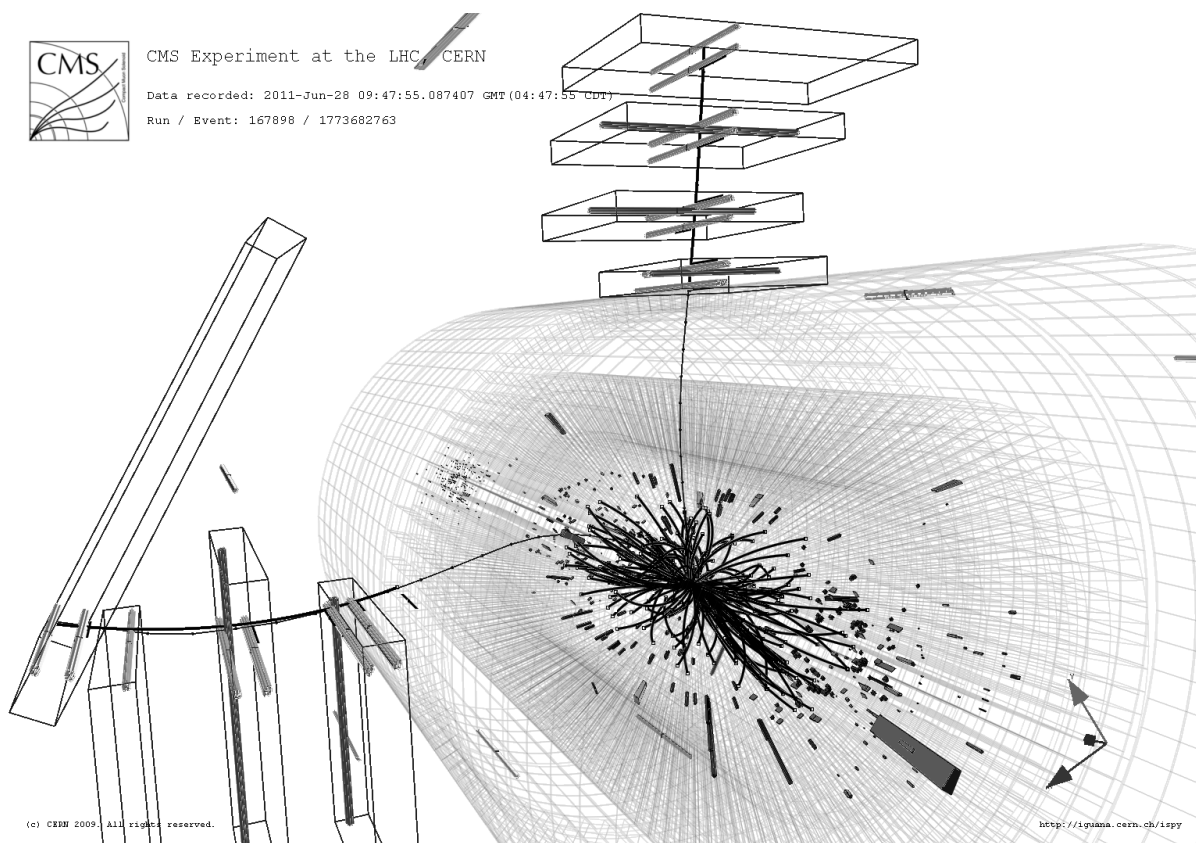 CMS
CMS Experiment at the LHC, CERN
Data recorded: 2011-Jun-28 09:47:55.087407 GMT(04:47:55 CDT)
Run / Event: 167898 / 1773682763
(c) CERN 2009. All rights reserved.
http://iguana.cern.ch/ispy